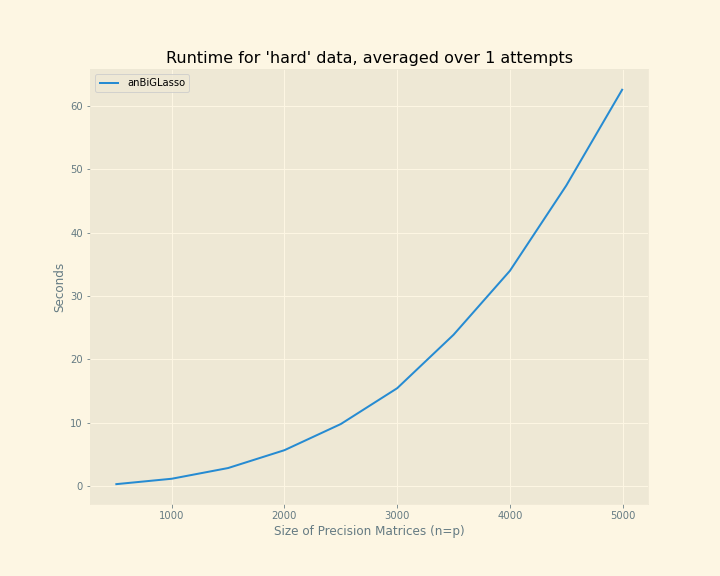 Runtime for 'hard' data, averaged over 1 attempts
anBiGLasso
60
50
40
30
20
10
0
Seconds
1000 2000 3000 4000 5000
Size of Precision Matrices (n=p)